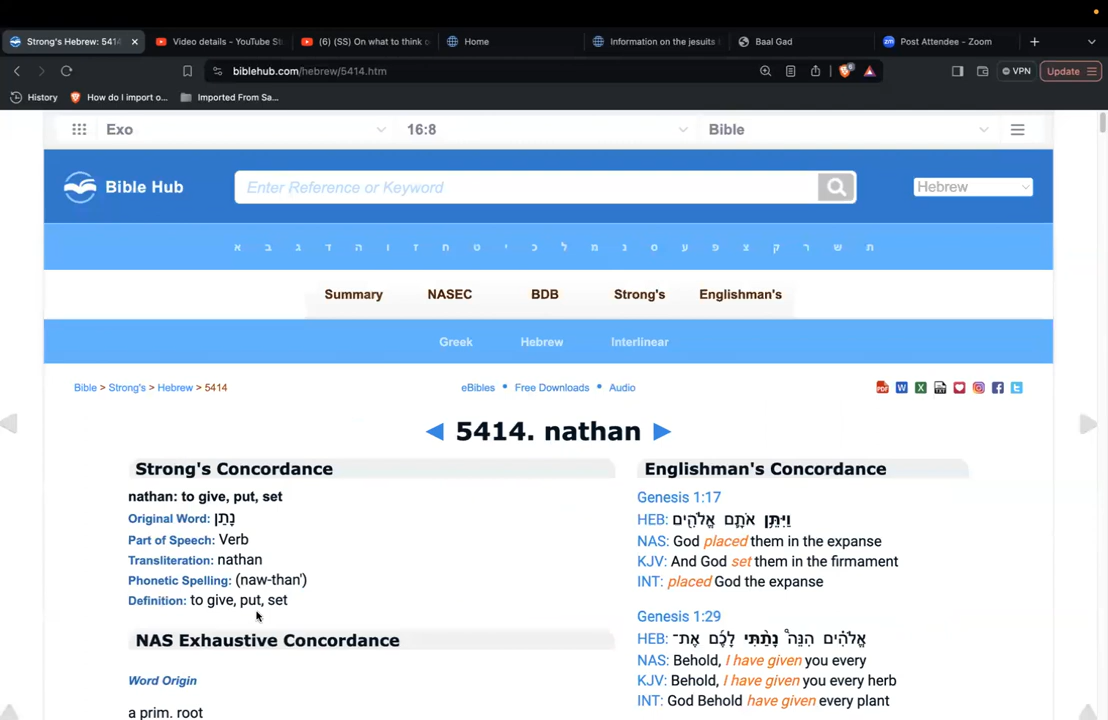 Strong's Hebrew: 5414
Video details - YouTube St
(6) (SS) On what to think o
Home
Information on the jesuits
Baal Gad
Post Attendee - Zoom
biblehub.com/hebrew/5414.htm
6
VPN
Update
History
How do I import o...
Imported From Sa...
Exo
16:8
Bible
Bible Hub
Enter Reference or Keyword
Hebrew
א ב ג ד ה ו ז ח ט י כ ל מ נ ס ע פ צ ק ר ש ת
Summary
NASEC
BDB
Strong's
Englishman's
Greek
Hebrew
Interlinear
Bible > Strong's > Hebrew > 5414
eBibles • Free Downloads • Audio
PDF
W
X
TXT
5414. nathan
Strong's Concordance
nathan: to give, put, set
Original Word: נָתַן
Part of Speech: Verb
Transliteration: nathan
Phonetic Spelling: (naw-than')
Definition: to give, put, set
NAS Exhaustive Concordance
Word Origin
a prim. root
Englishman's Concordance
Genesis 1:17
HEB: וַיִּתֵּ֥ן אֹתָ֛ם אֱלֹהִ֖ים
NAS: God placed them in the expanse
KJV: And God set them in the firmament
INT: placed God the expanse
Genesis 1:29
HEB: אֱלֹהִ֗ים הִנֵּה֩ נָתַ֨תִּי לָכֶ֜ם אֶת־
NAS: Behold, I have given you every
KJV: Behold, I have given you every herb
INT: God Behold have given every plant